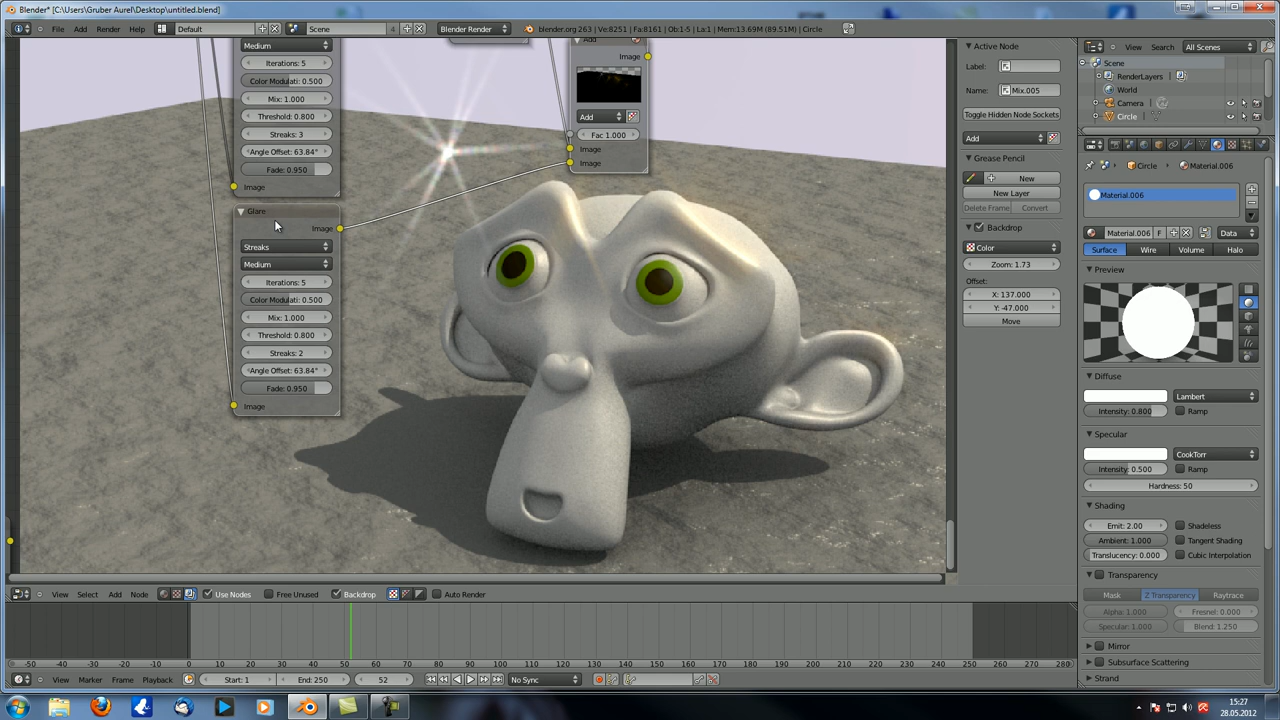 Blender* [C:\Users\Gruber Aurel\Desktop\untitled.blend]
File Add Render Help Default Scene 4 Blender Render blender.org 263 | Ve:8251 | Fa:8161 | Ob:1-5 | La:1 | Mem:13.69M (89.51M) | Circle
Medium
Iterations: 5
Color Modulati: 0.500
Mix: 1.000
Threshold: 0.800
Streaks: 3
Angle Offset: 63.84°
Fade: 0.950
Image
Glare
Image
Streaks
Medium
Iterations: 5
Color Modulati: 0.500
Mix: 1.000
Threshold: 0.800
Streaks: 2
Angle Offset: 63.84°
Fade: 0.950
Image
Add
Image
Add
Fac 1.000
Image
Image
Active Node
Label:
Name: Mix.005
Toggle Hidden Node Sockets
Add
Grease Pencil
New
New Layer
Delete Frame Convert
Backdrop
Color
Zoom: 1.73
Offset:
X: 137.000
Y: -47.000
Move
View Search All Scenes
Scene
RenderLayers
World
Camera
Circle
Circle Material.006
Material.006
Material.006 F Data
Surface Wire Volume Halo
Preview
Diffuse
Lambert
Intensity: 0.800 Ramp
Specular
CookTorr
Intensity: 0.500 Ramp
Hardness: 50
Shading
Emit: 2.00 Shadeless
Ambient: 1.000 Tangent Shading
Translucency: 0.000 Cubic Interpolation
Transparency
Mask Z Transparency Raytrace
Alpha: 1.000 Fresnel: 0.000
Specular: 1.000 Blend: 1.250
Mirror
Subsurface Scattering
Strand
View Select Add Node Use Nodes Free Unused Backdrop Auto Render
-50 -40 -30 -20 -10 0 10 20 30 40 50 60 70 80 90 100 110 120 130 140 150 160 170 180 190 200 210 220 230 240 250 260 270 280
View Marker Frame Playback Start: 1 End: 250 52 No Sync
15:27
28.05.2012